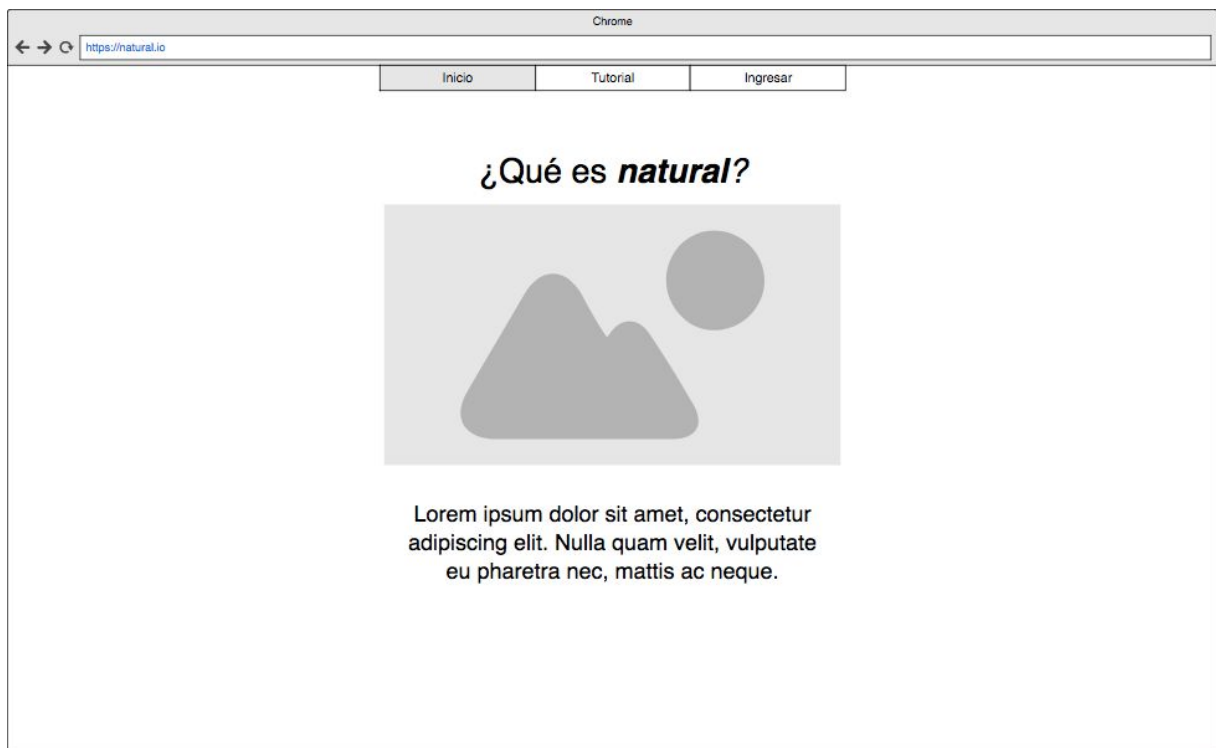 Chrome
https://natural.io
Inicio Tutorial Ingresar
¿Qué es natural?
Lorem ipsum dolor sit amet, consectetur
adipiscing elit. Nulla quam velit, vulputate
eu pharetra nec, mattis ac neque.